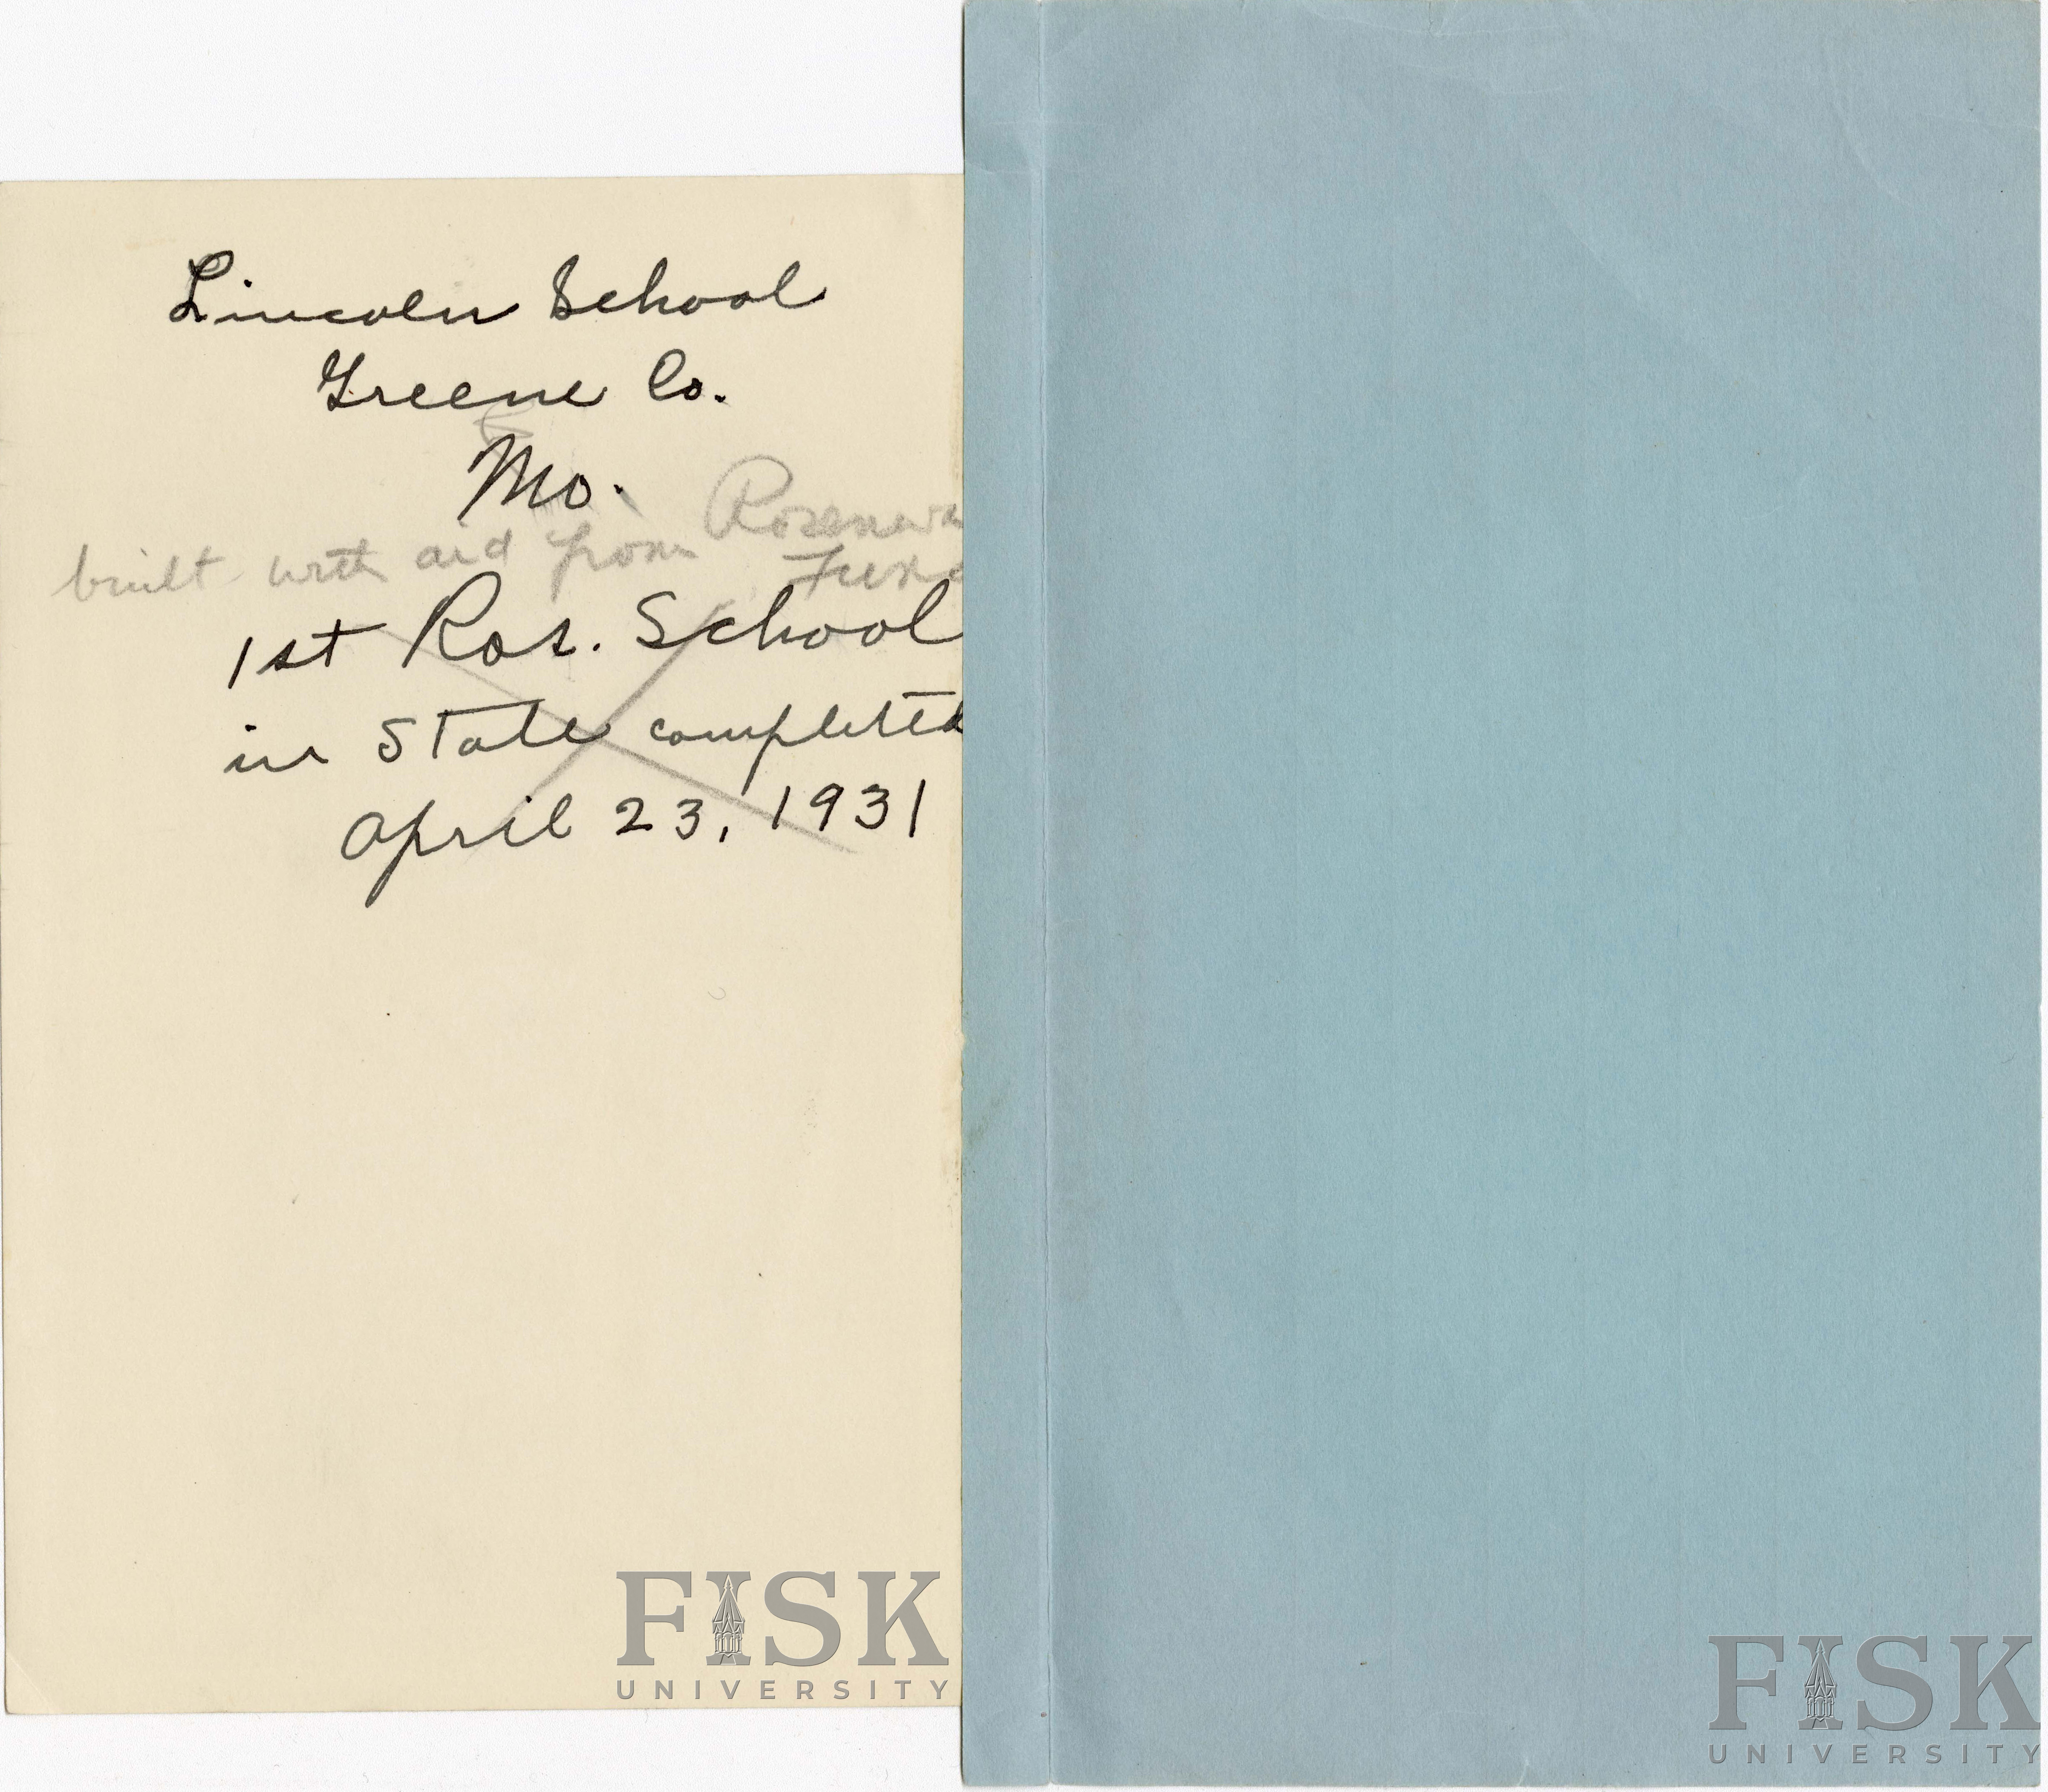 Lincoln School
Greene Co.
Mo.
built with aid from Rosenwa
Fund
1st Ros. School
in State completed
April 23, 1931
FISK
UNIVERSITY
FISK
UNIVERSITY